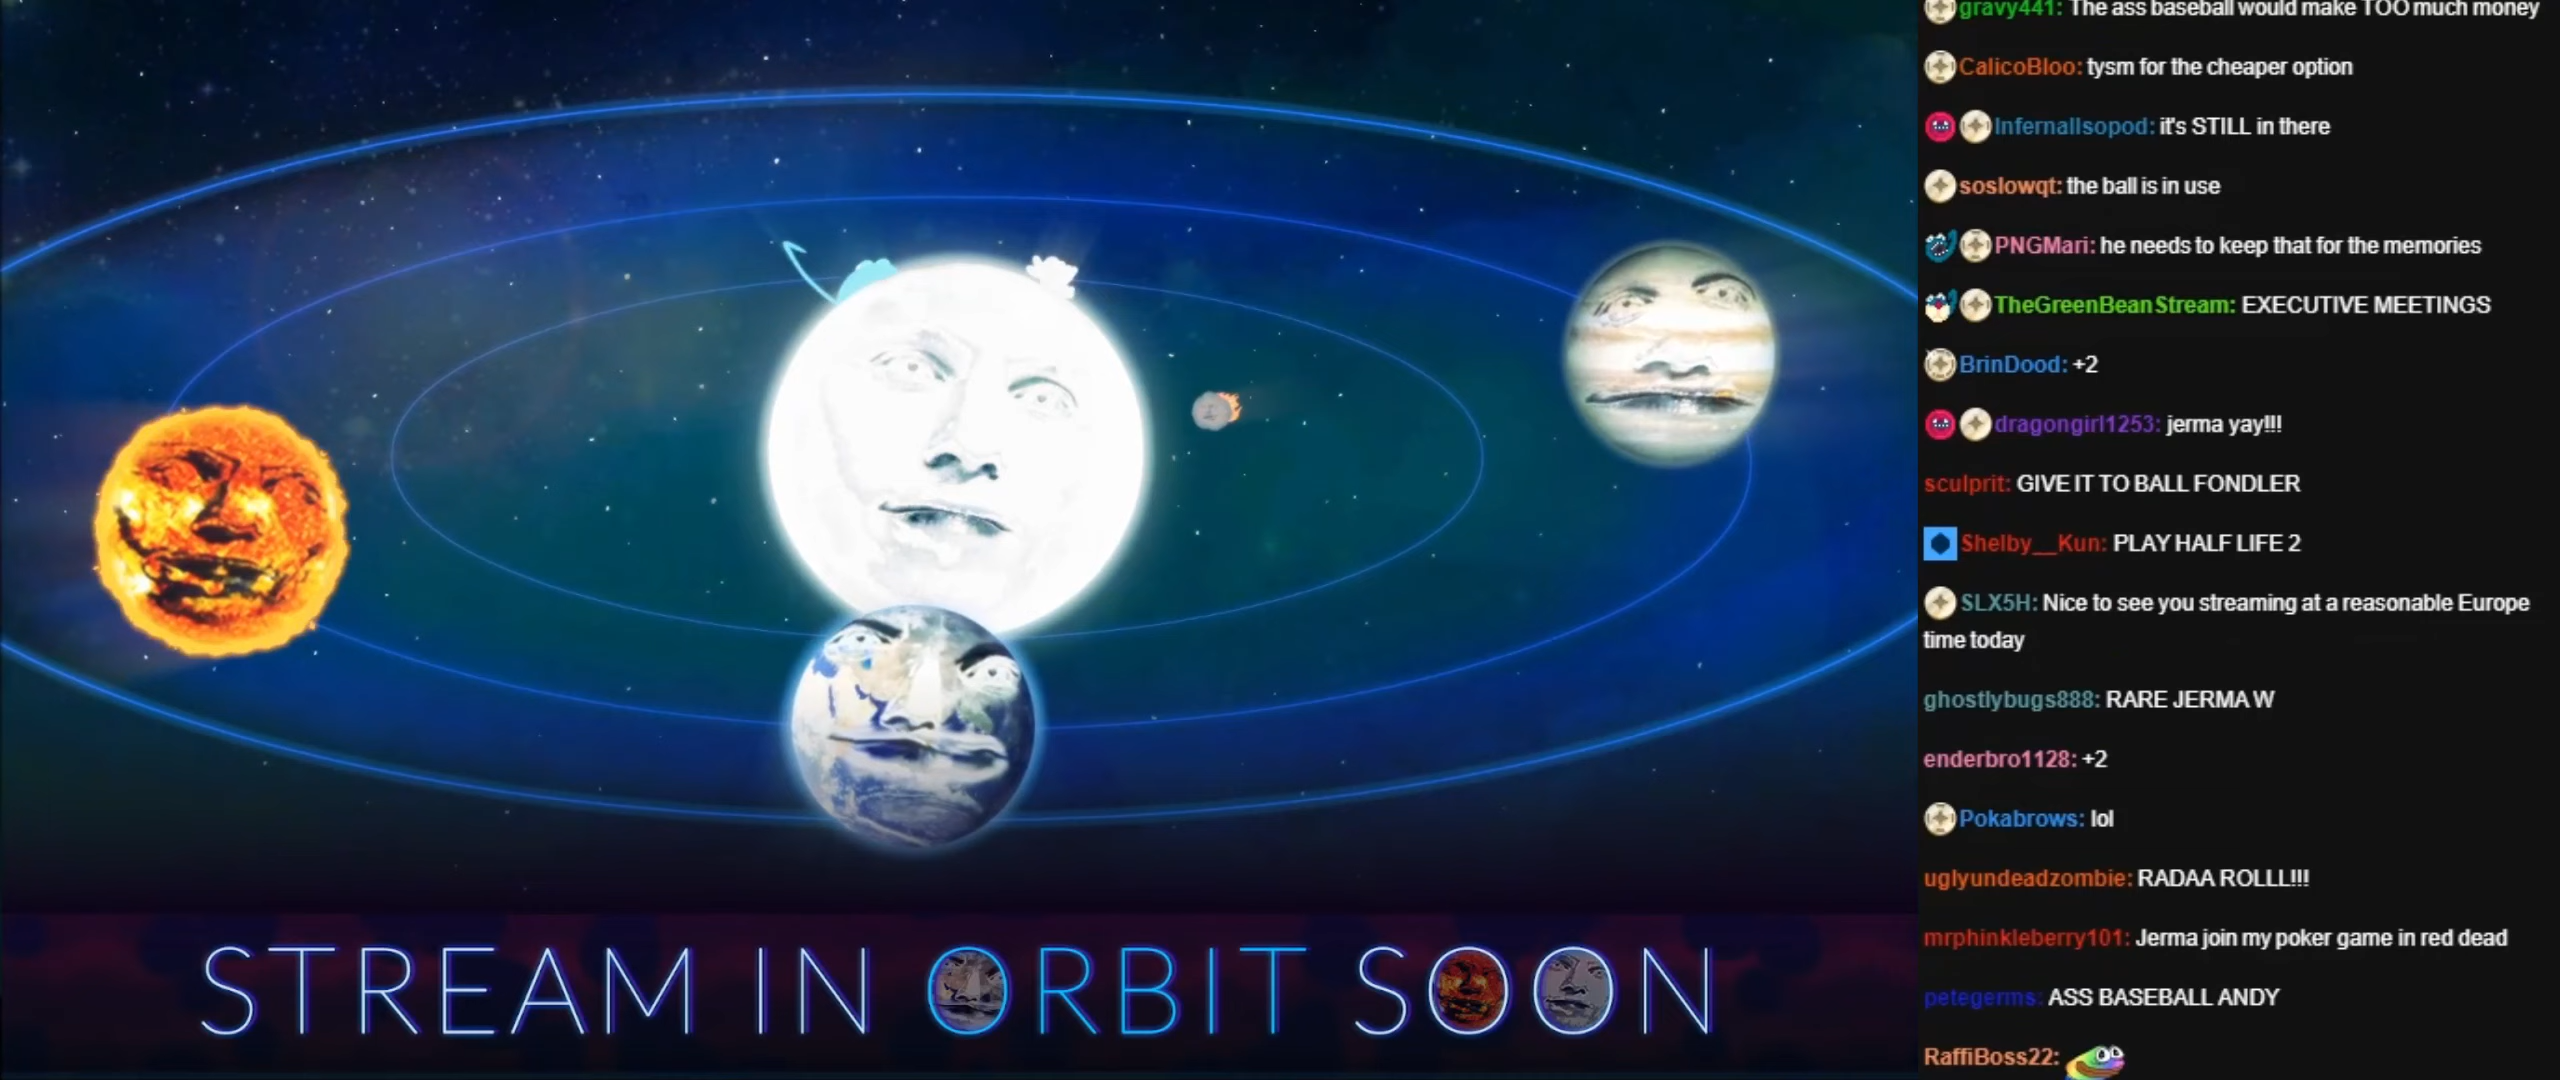 STREAM IN ORBIT SOON
gravy441: The ass baseball would make TOO much money
CalicoBloo: tysm for the cheaper option
InfernalIsopod: it's STILL in there
soslowqt: the ball is in use
PNGMari: he needs to keep that for the memories
TheGreenBeanStream: EXECUTIVE MEETINGS
BrinDood: +2
dragongirl1253: jerma yay!!!
sculprit: GIVE IT TO BALL FONDLER
Shelby__Kun: PLAY HALF LIFE 2
SLX5H: Nice to see you streaming at a reasonable Europe
time today
ghostlybugs888: RARE JERMA W
enderbro1128: +2
Pokabrows: lol
uglyundeadzombie: RADAA ROLLL!!!
mrphinkleberry101: Jerma join my poker game in red dead
petegerms: ASS BASEBALL ANDY
RaffiBoss22: